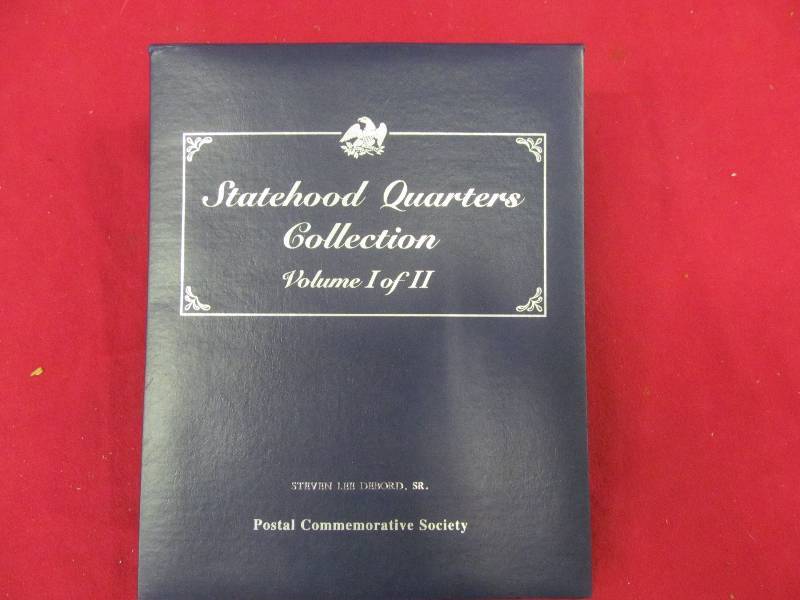 Statehood Quarters
Collection
Volume I of II
STEVEN LEE DEBORD, SR.
Postal Commemorative Society